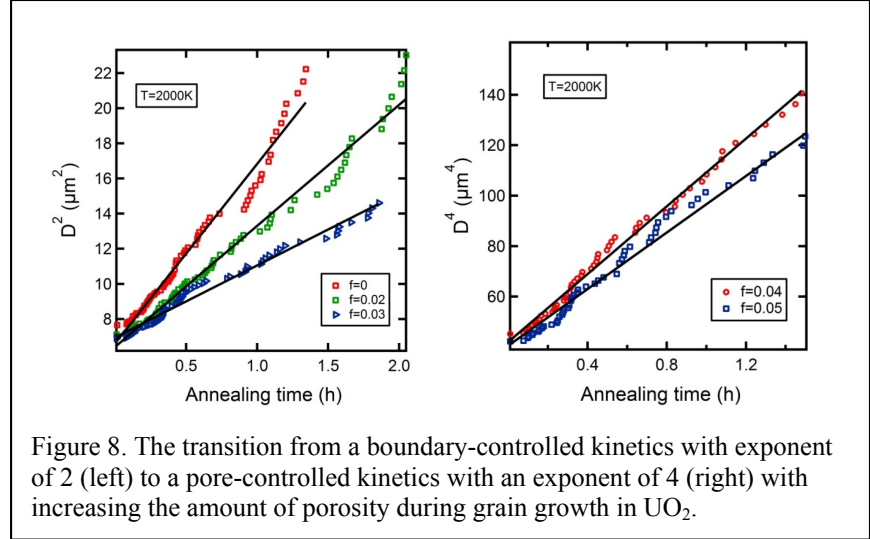 22
20
18
16
14
12
10
8
D² (μm²)
T=2000K
f=0
f=0.02
f=0.03
0.5
1.0
1.5
2.0
Annealing time (h)
140
120
100
80
60
D⁴ (μm⁴)
T=2000K
f=0.04
f=0.05
0.4
0.8
1.2
Annealing time (h)
Figure 8. The transition from a boundary-controlled kinetics with exponent
of 2 (left) to a pore-controlled kinetics with an exponent of 4 (right) with
increasing the amount of porosity during grain growth in UO₂.